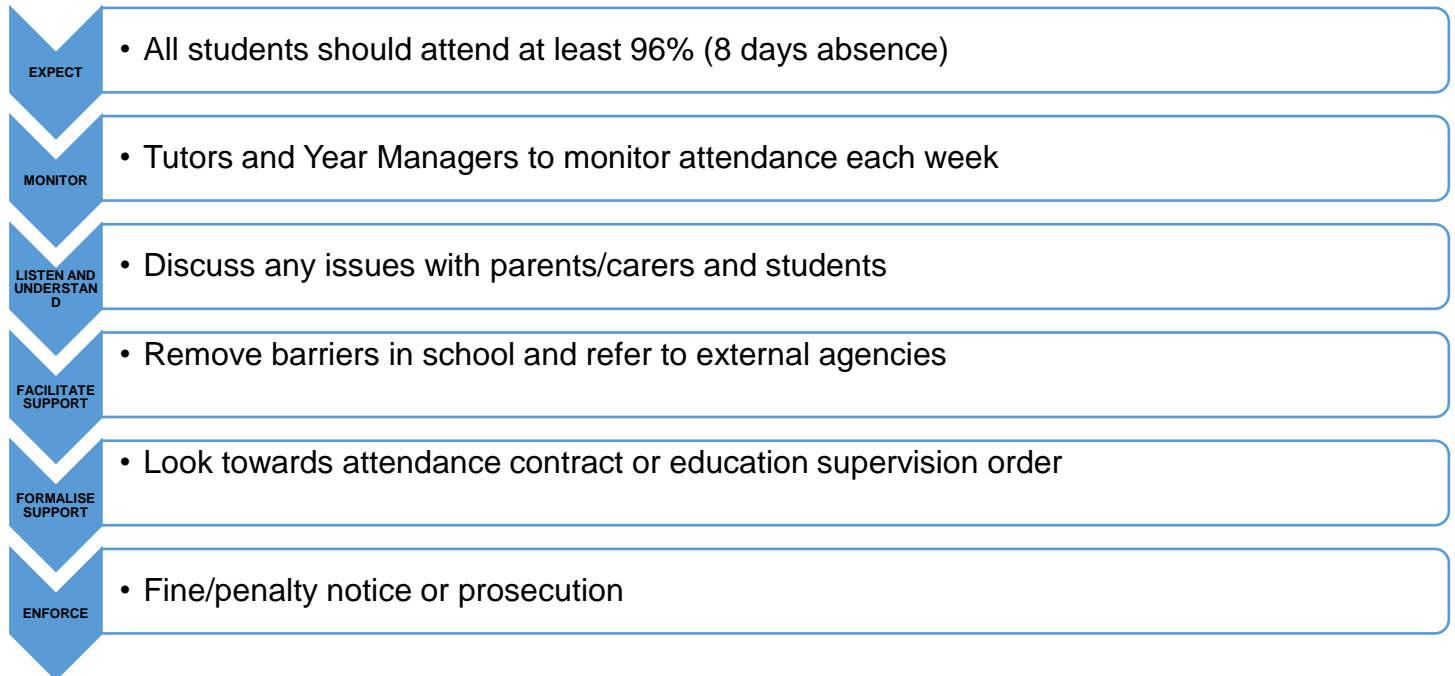 EXPECT
• All students should attend at least 96% (8 days absence)
MONITOR
• Tutors and Year Managers to monitor attendance each week
LISTEN AND
UNDERSTAN
D
• Discuss any issues with parents/carers and students
FACILITATE
SUPPORT
• Remove barriers in school and refer to external agencies
FORMALISE
SUPPORT
• Look towards attendance contract or education supervision order
ENFORCE
• Fine/penalty notice or prosecution